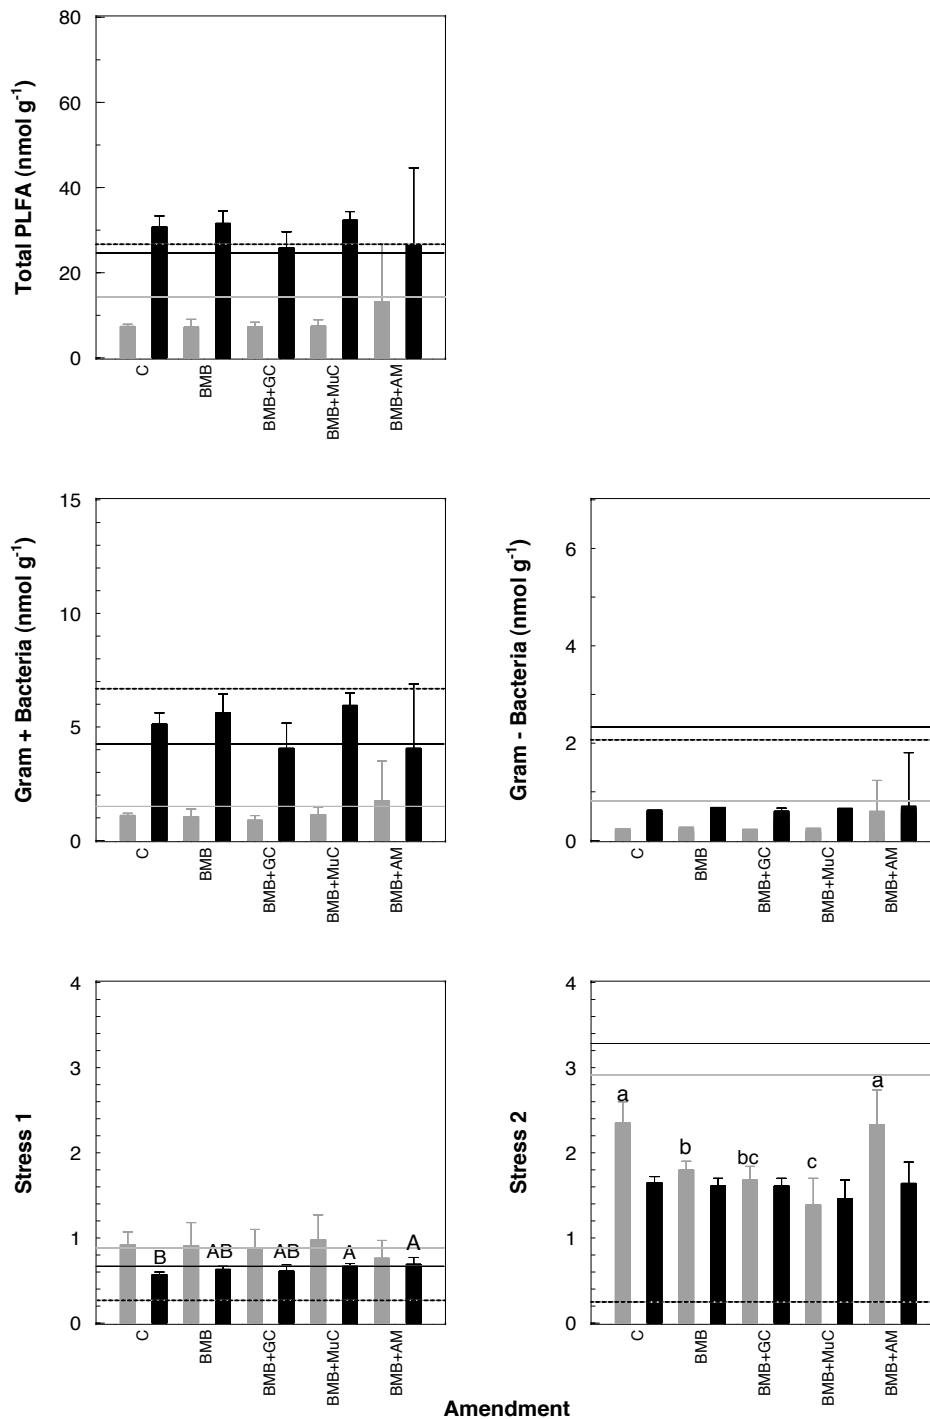 Total PLFA (nmol g-1)
80
60
40
20
0
C
BMB
BMB+GC
BMB+MuC
BMB+AM
Gram + Bacteria (nmol g-1)
15
10
5
0
C
BMB
BMB+GC
BMB+MuC
BMB+AM
Gram - Bacteria (nmol g-1)
6
4
2
0
C
BMB
BMB+GC
BMB+MuC
BMB+AM
Stress 1
4
3
2
1
0
B
AB
AB
A
A
C
BMB
BMB+GC
BMB+MuC
BMB+AM
Stress 2
4
3
2
1
0
a
b
bc
c
a
C
BMB
BMB+GC
BMB+MuC
BMB+AM
Amendment